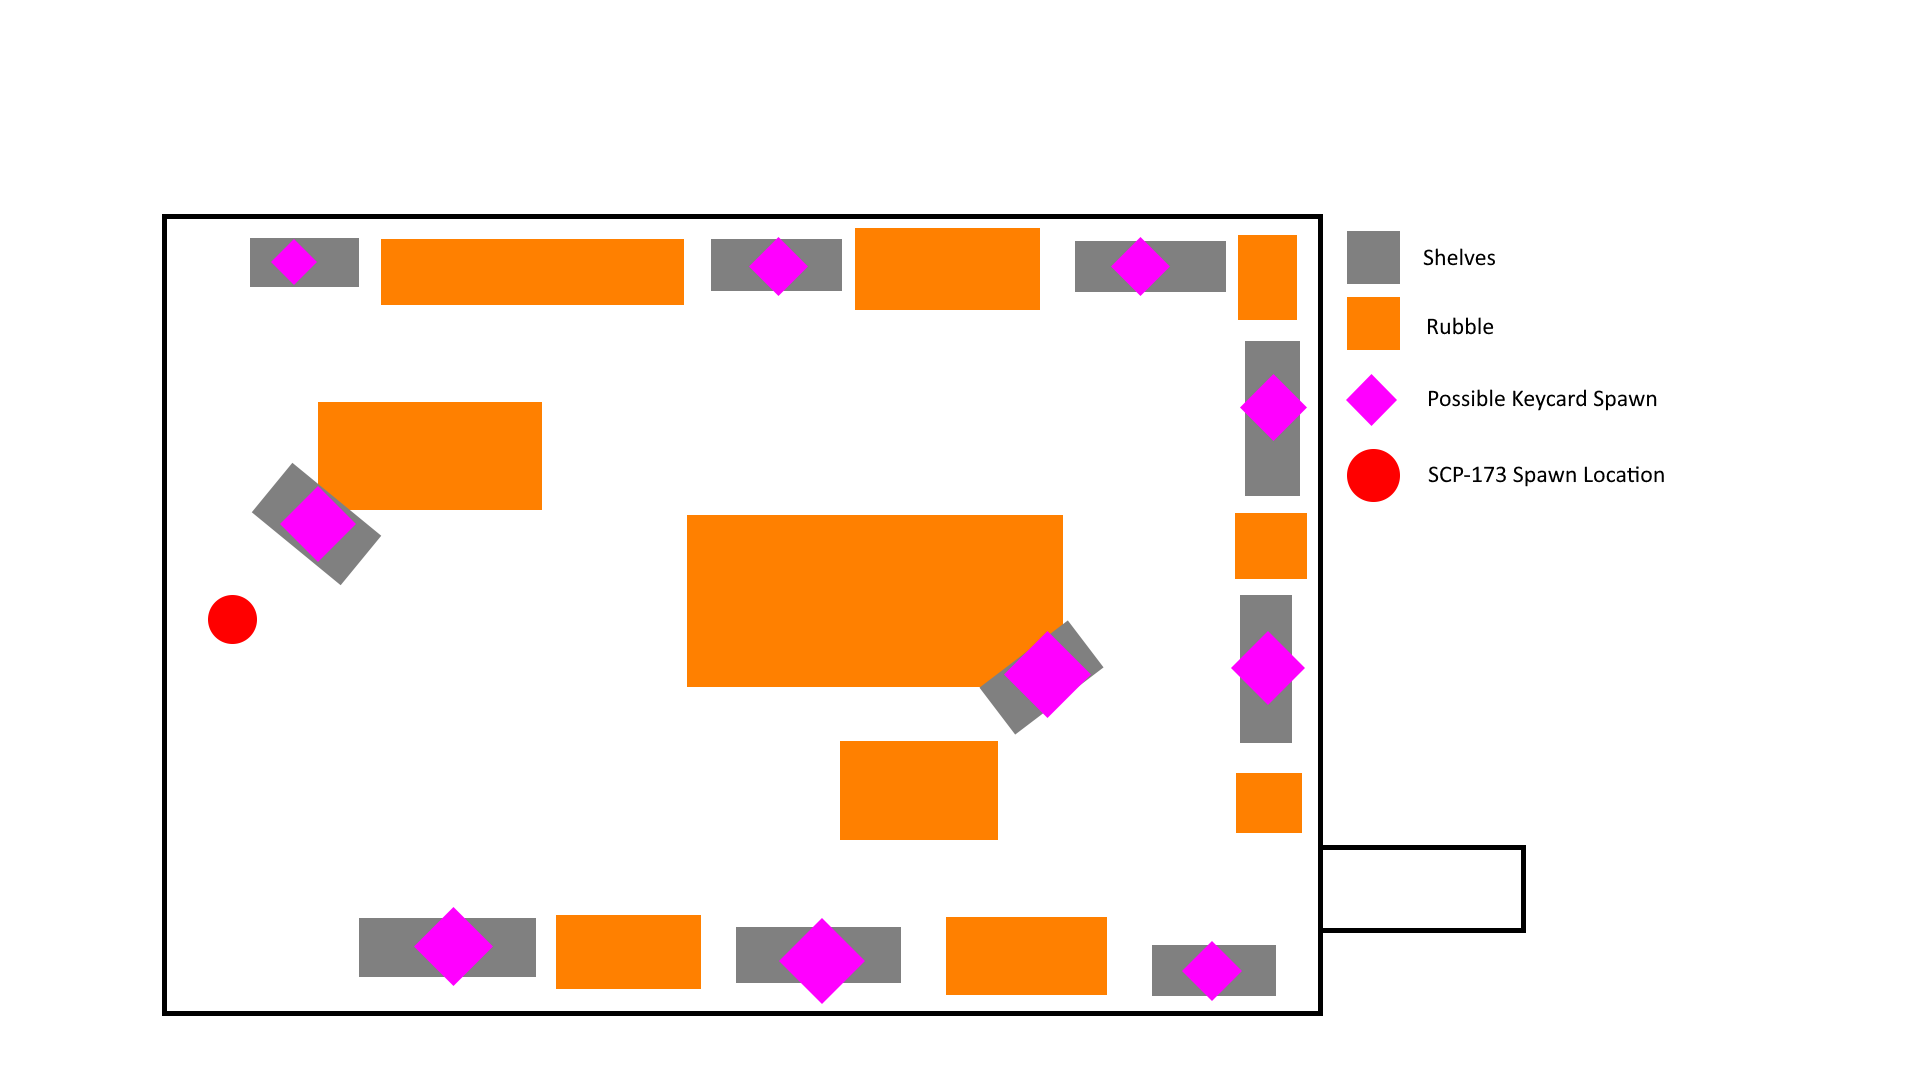 Shelves
Rubble
Possible Keycard Spawn
SCP-173 Spawn Location